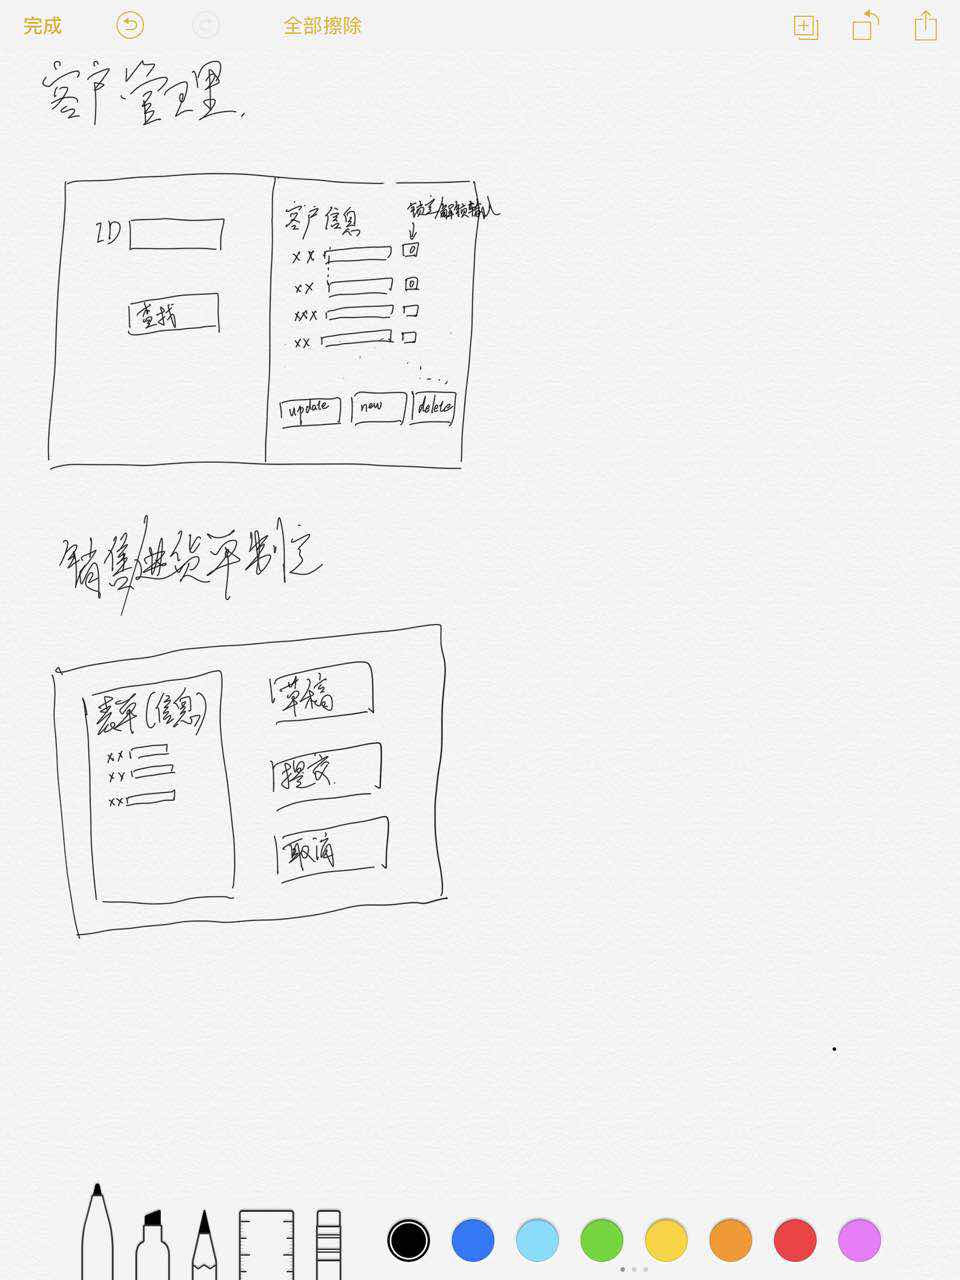 完成
全部擦除
客户管理.
ID
查找
客户信息
锁定/解锁输入
xx
xx
xxx
xx
update
new
delete
销售/进货单制定
表单(信息)
xx
xx
xx
草稿
提交
取消